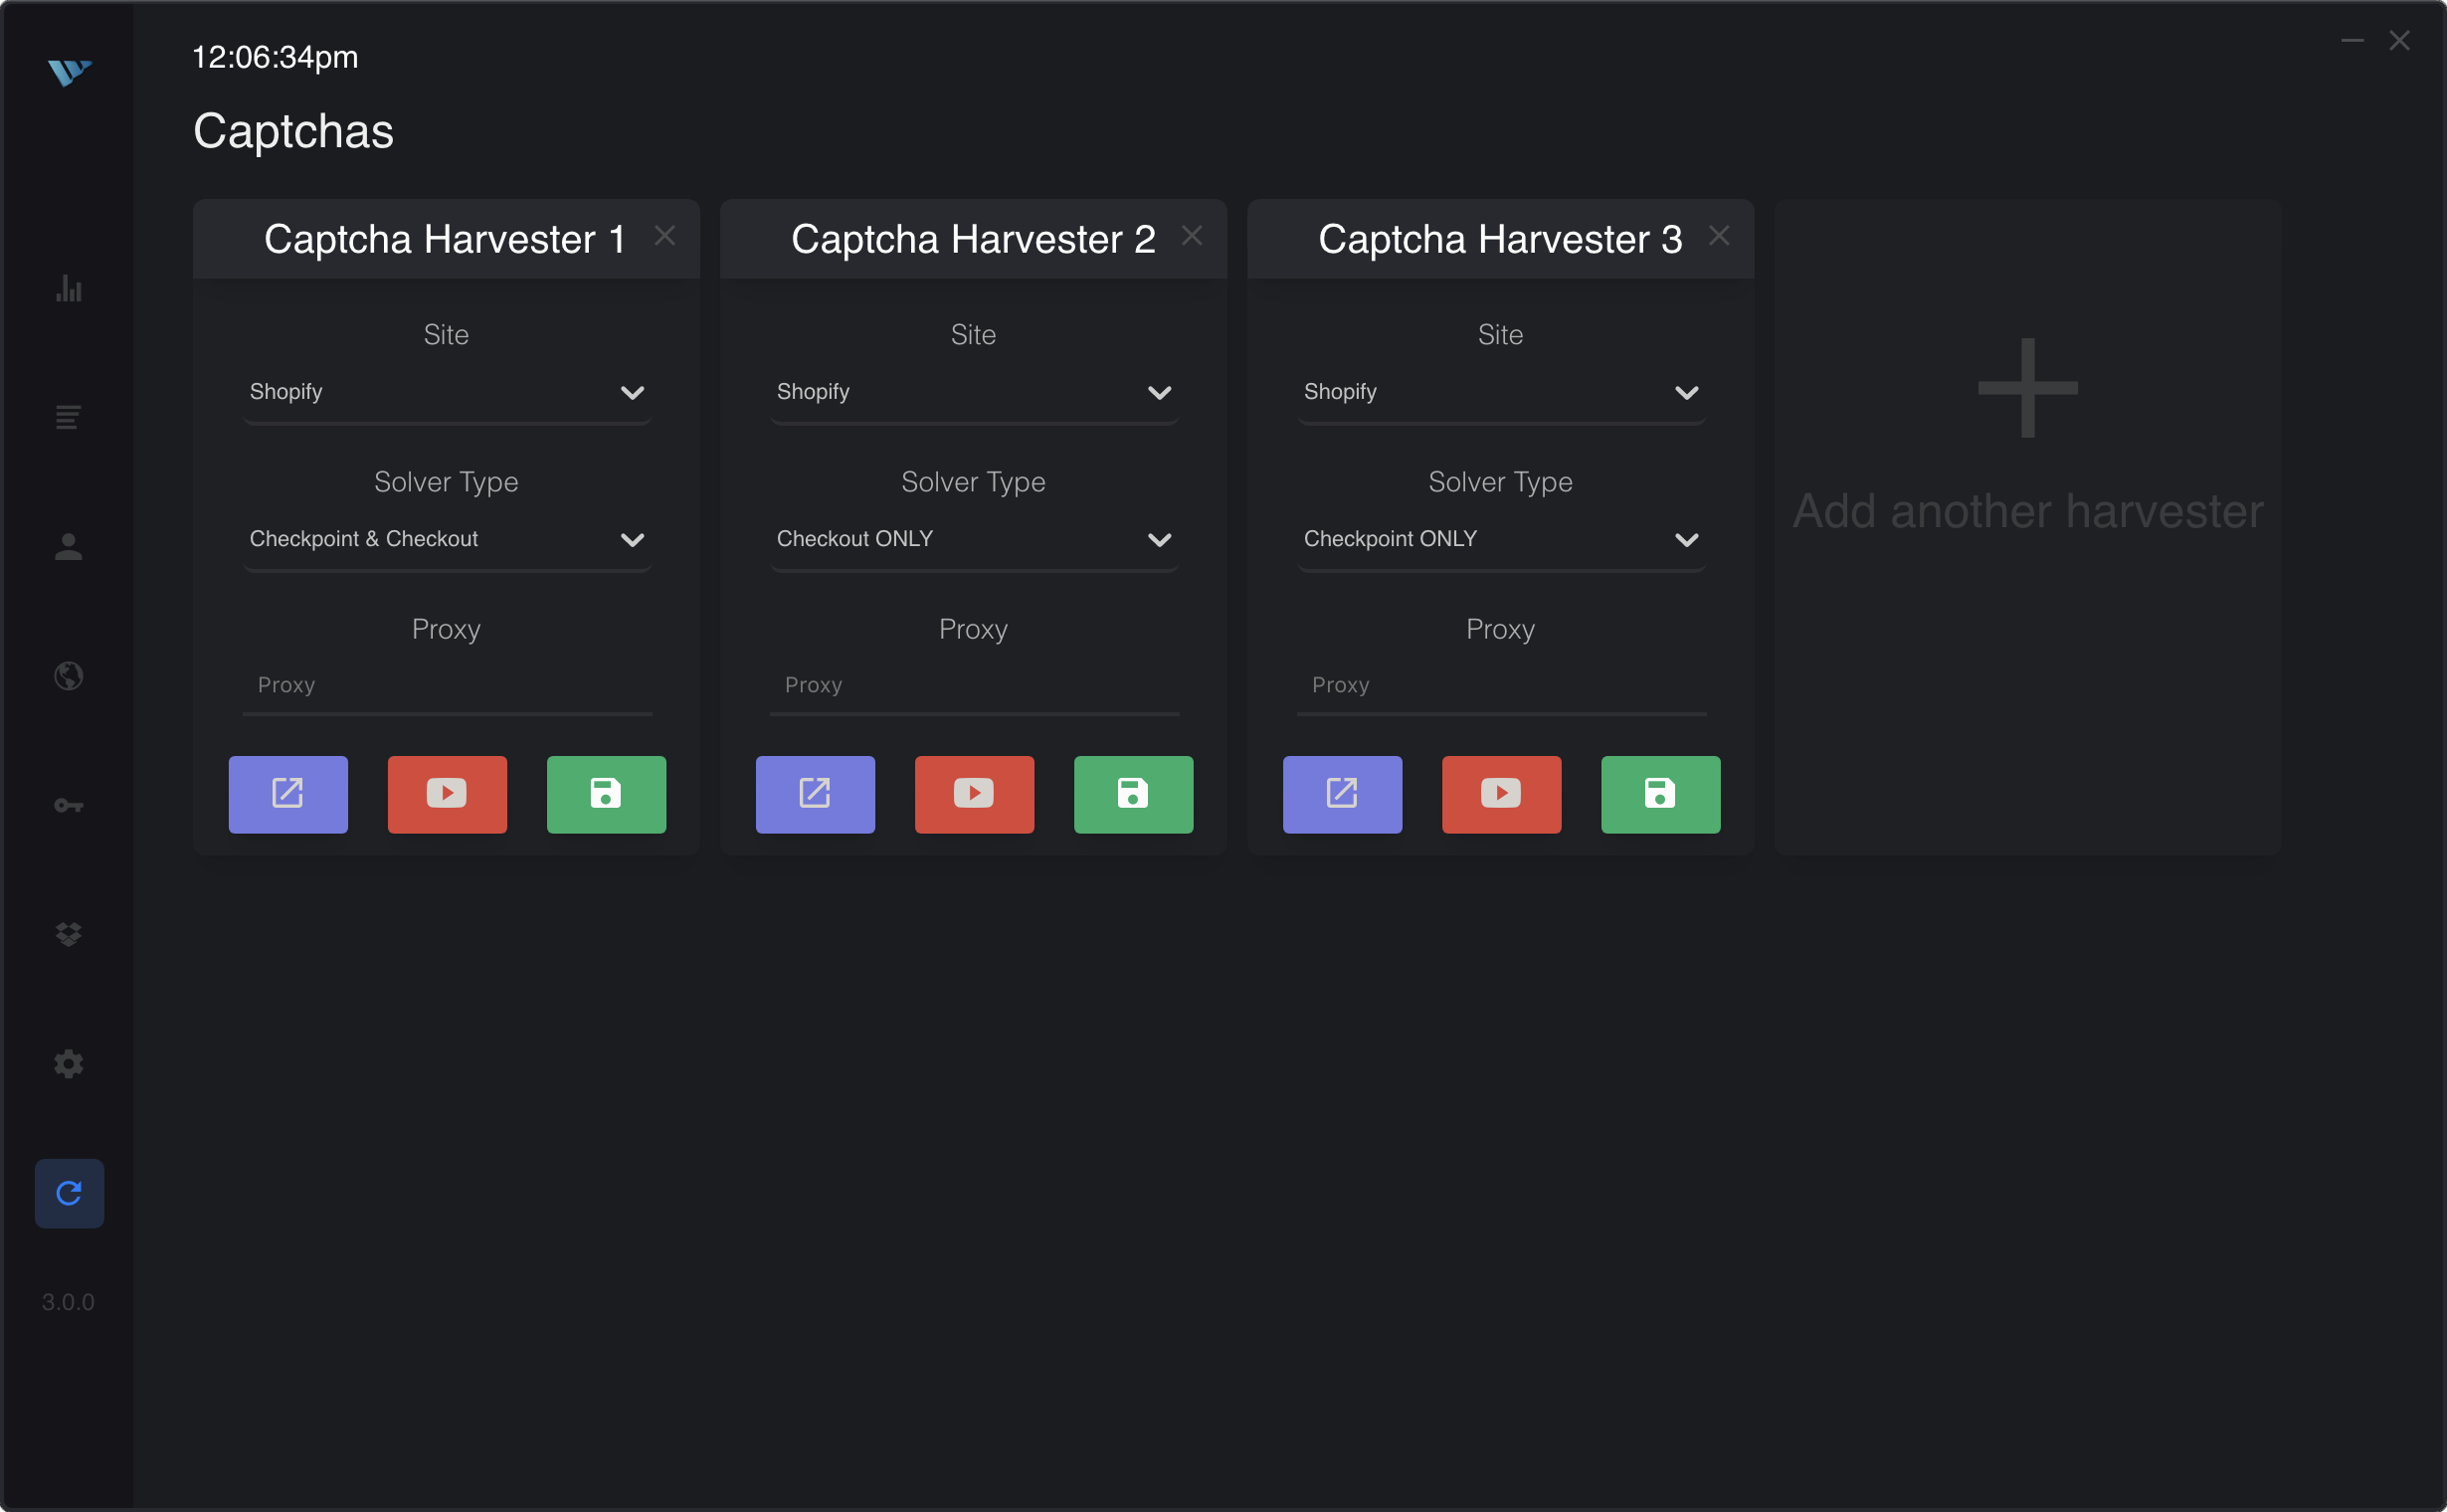 12:06:34pm
Captchas
Captcha Harvester 1
Site
Shopify
Solver Type
Checkpoint & Checkout
Proxy
Proxy
Captcha Harvester 2
Site
Shopify
Solver Type
Checkout ONLY
Proxy
Proxy
Captcha Harvester 3
Site
Shopify
Solver Type
Checkpoint ONLY
Proxy
Proxy
Add another harvester
3.0.0